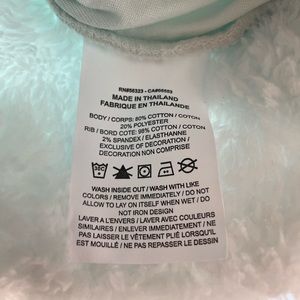 RN#56323 - CA#05553
MADE IN THAILAND
FABRIQUE EN THAILANDE
BODY / CORPS: 80% COTTON / COTON
20% POLYESTER
RIB / BORD COTE: 98% COTTON / COTON
2% SPANDEX / ELASTHANNE
EXCLUSIVE OF DECORATION /
DECORATION NON COMPRISE
WASH INSIDE OUT / WASH WITH LIKE
COLORS / REMOVE IMMEDIATELY / DO NOT
ALLOW TO LAY ON ITSELF WHEN WET / DO
NOT IRON DESIGN
LAVER A L'ENVERS / LAVER AVEC COULEURS
SIMILAIRES / ENLEVER IMMEDIATEMENT /NE
PAS LAISSER LE VÊTEMENT PLIÉ LORSQU'IL
EST MOUILLÉ / NE PAS REPASSER LE DESSIN